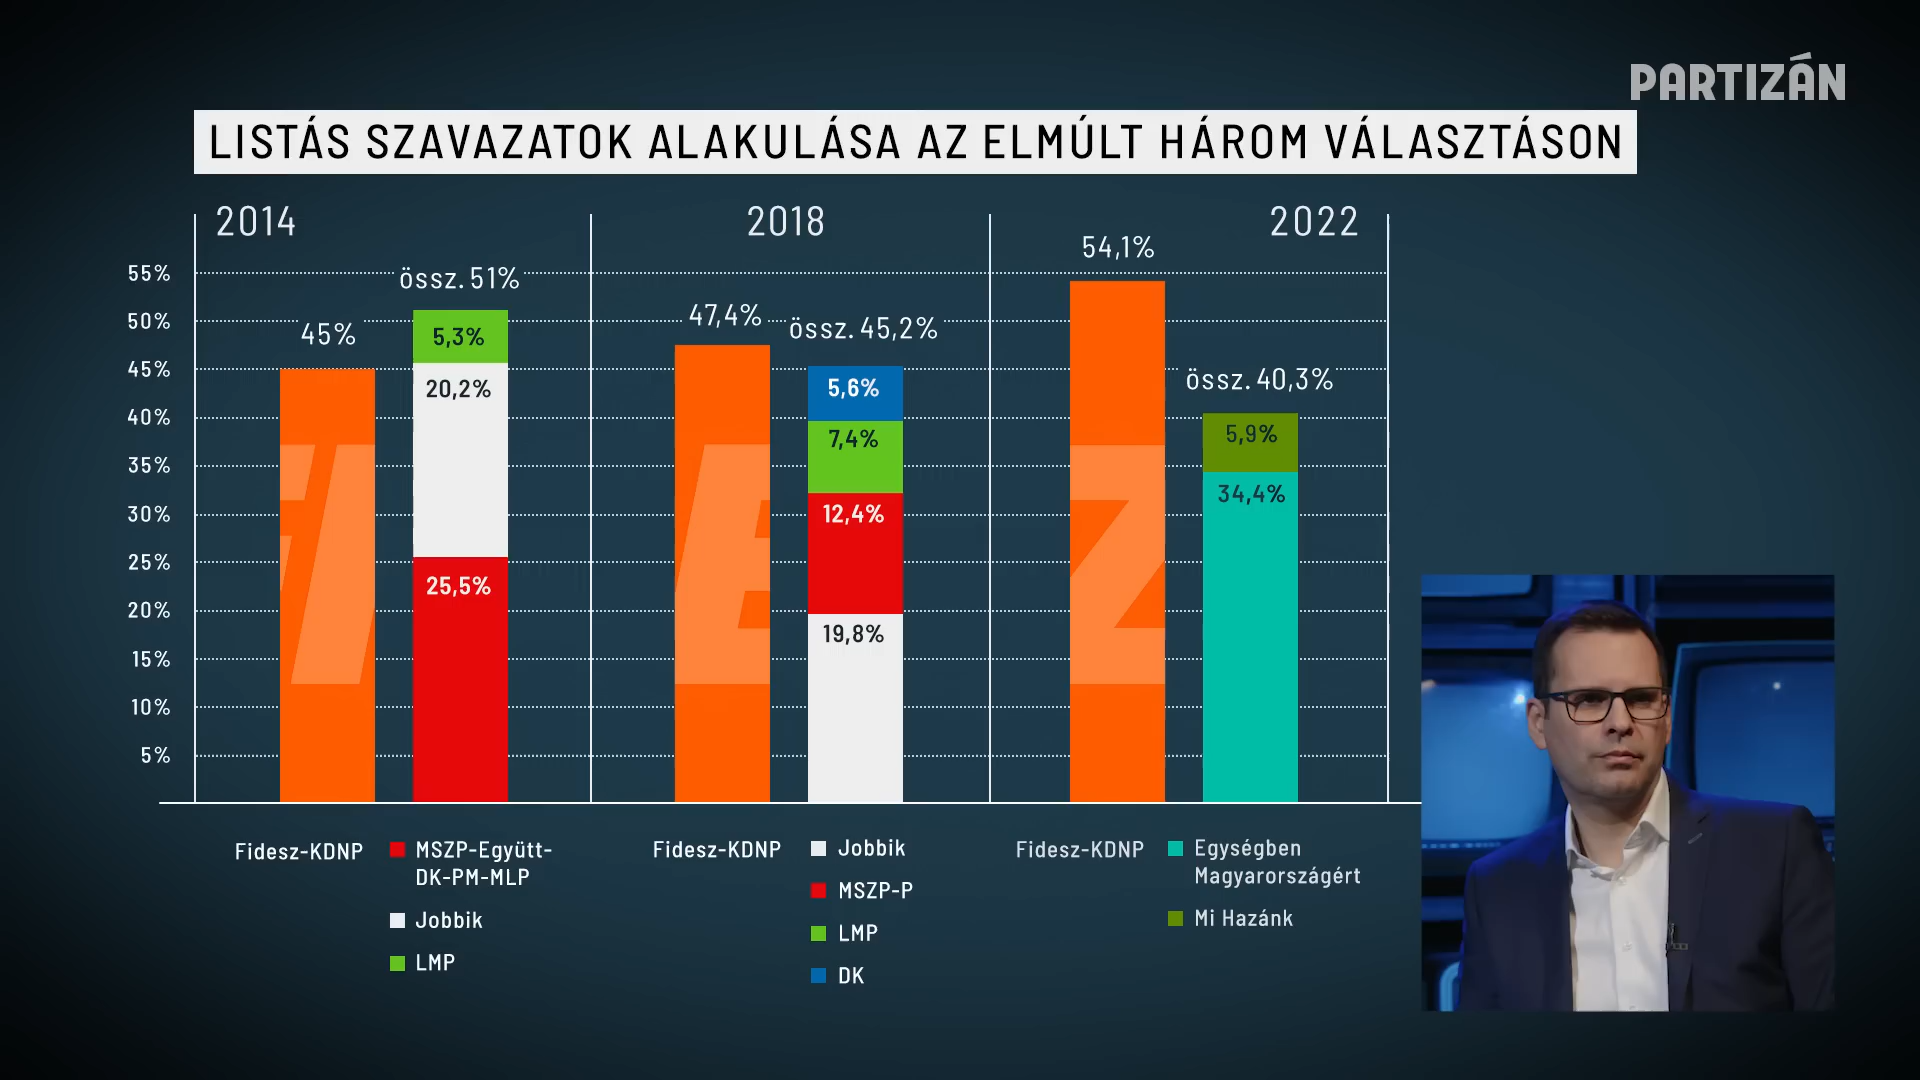 PARTIZÁN
LISTÁS SZAVAZATOK ALAKULÁSA AZ ELMÚLT HÁROM VÁLASZTÁSON
2014
2018
2022
55%
50%
45%
40%
35%
30%
25%
20%
15%
10%
5%
45%
össz. 51%
5,3%
20,2%
25,5%
47,4%
össz. 45,2%
5,6%
7,4%
12,4%
19,8%
54,1%
össz. 40,3%
5,9%
34,4%
Fidesz-KDNP
MSZP-Együtt-
DK-PM-MLP
Jobbik
LMP
Fidesz-KDNP
Jobbik
MSZP-P
LMP
DK
Fidesz-KDNP
Egységben
Magyarországért
Mi Hazánk